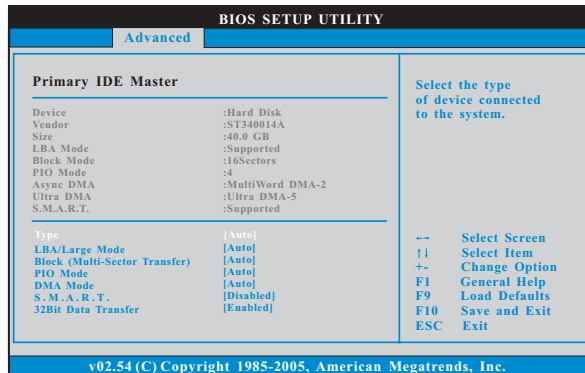 BIOS SETUP UTILITY
Advanced
Primary IDE Master
Device :Hard Disk
Vendor :ST340014A
Size :40.0 GB
LBA Mode :Supported
Block Mode :16Sectors
PIO Mode :4
Async DMA :MultiWord DMA-2
Ultra DMA :Ultra DMA-5
S.M.A.R.T. :Supported
Type [Auto]
LBA/Large Mode [Auto]
Block (Multi-Sector Transfer) [Auto]
PIO Mode [Auto]
DMA Mode [Auto]
S.M.A.R.T. [Disabled]
32Bit Data Transfer [Enabled]
Select the type
of device connected
to the system.
←→ Select Screen
↑↓ Select Item
+- Change Option
F1 General Help
F9 Load Defaults
F10 Save and Exit
ESC Exit
v02.54 (C) Copyright 1985-2005, American Megatrends, Inc.